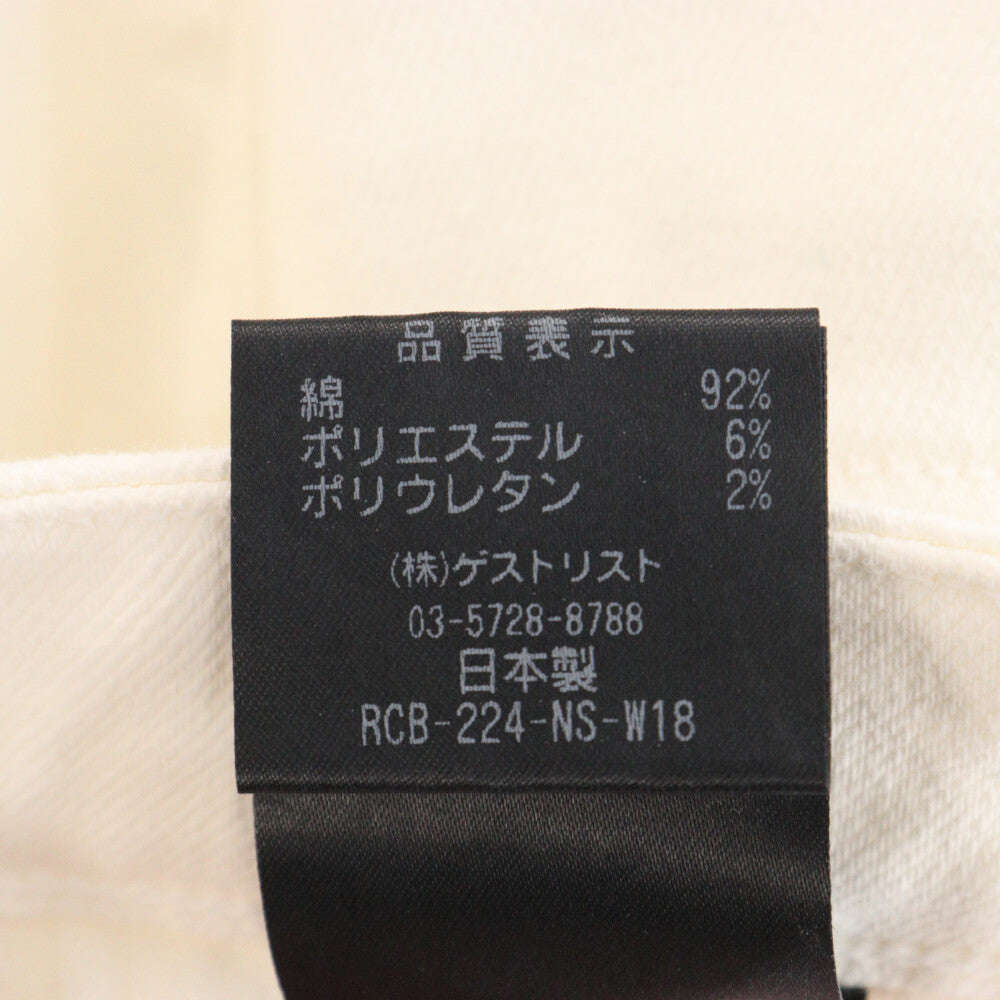 品質表示
綿 92%
ポリエステル 6%
ポリウレタン 2%
(株)ゲストリスト
03-5728-8788
日本製
RCB-224-NS-W18